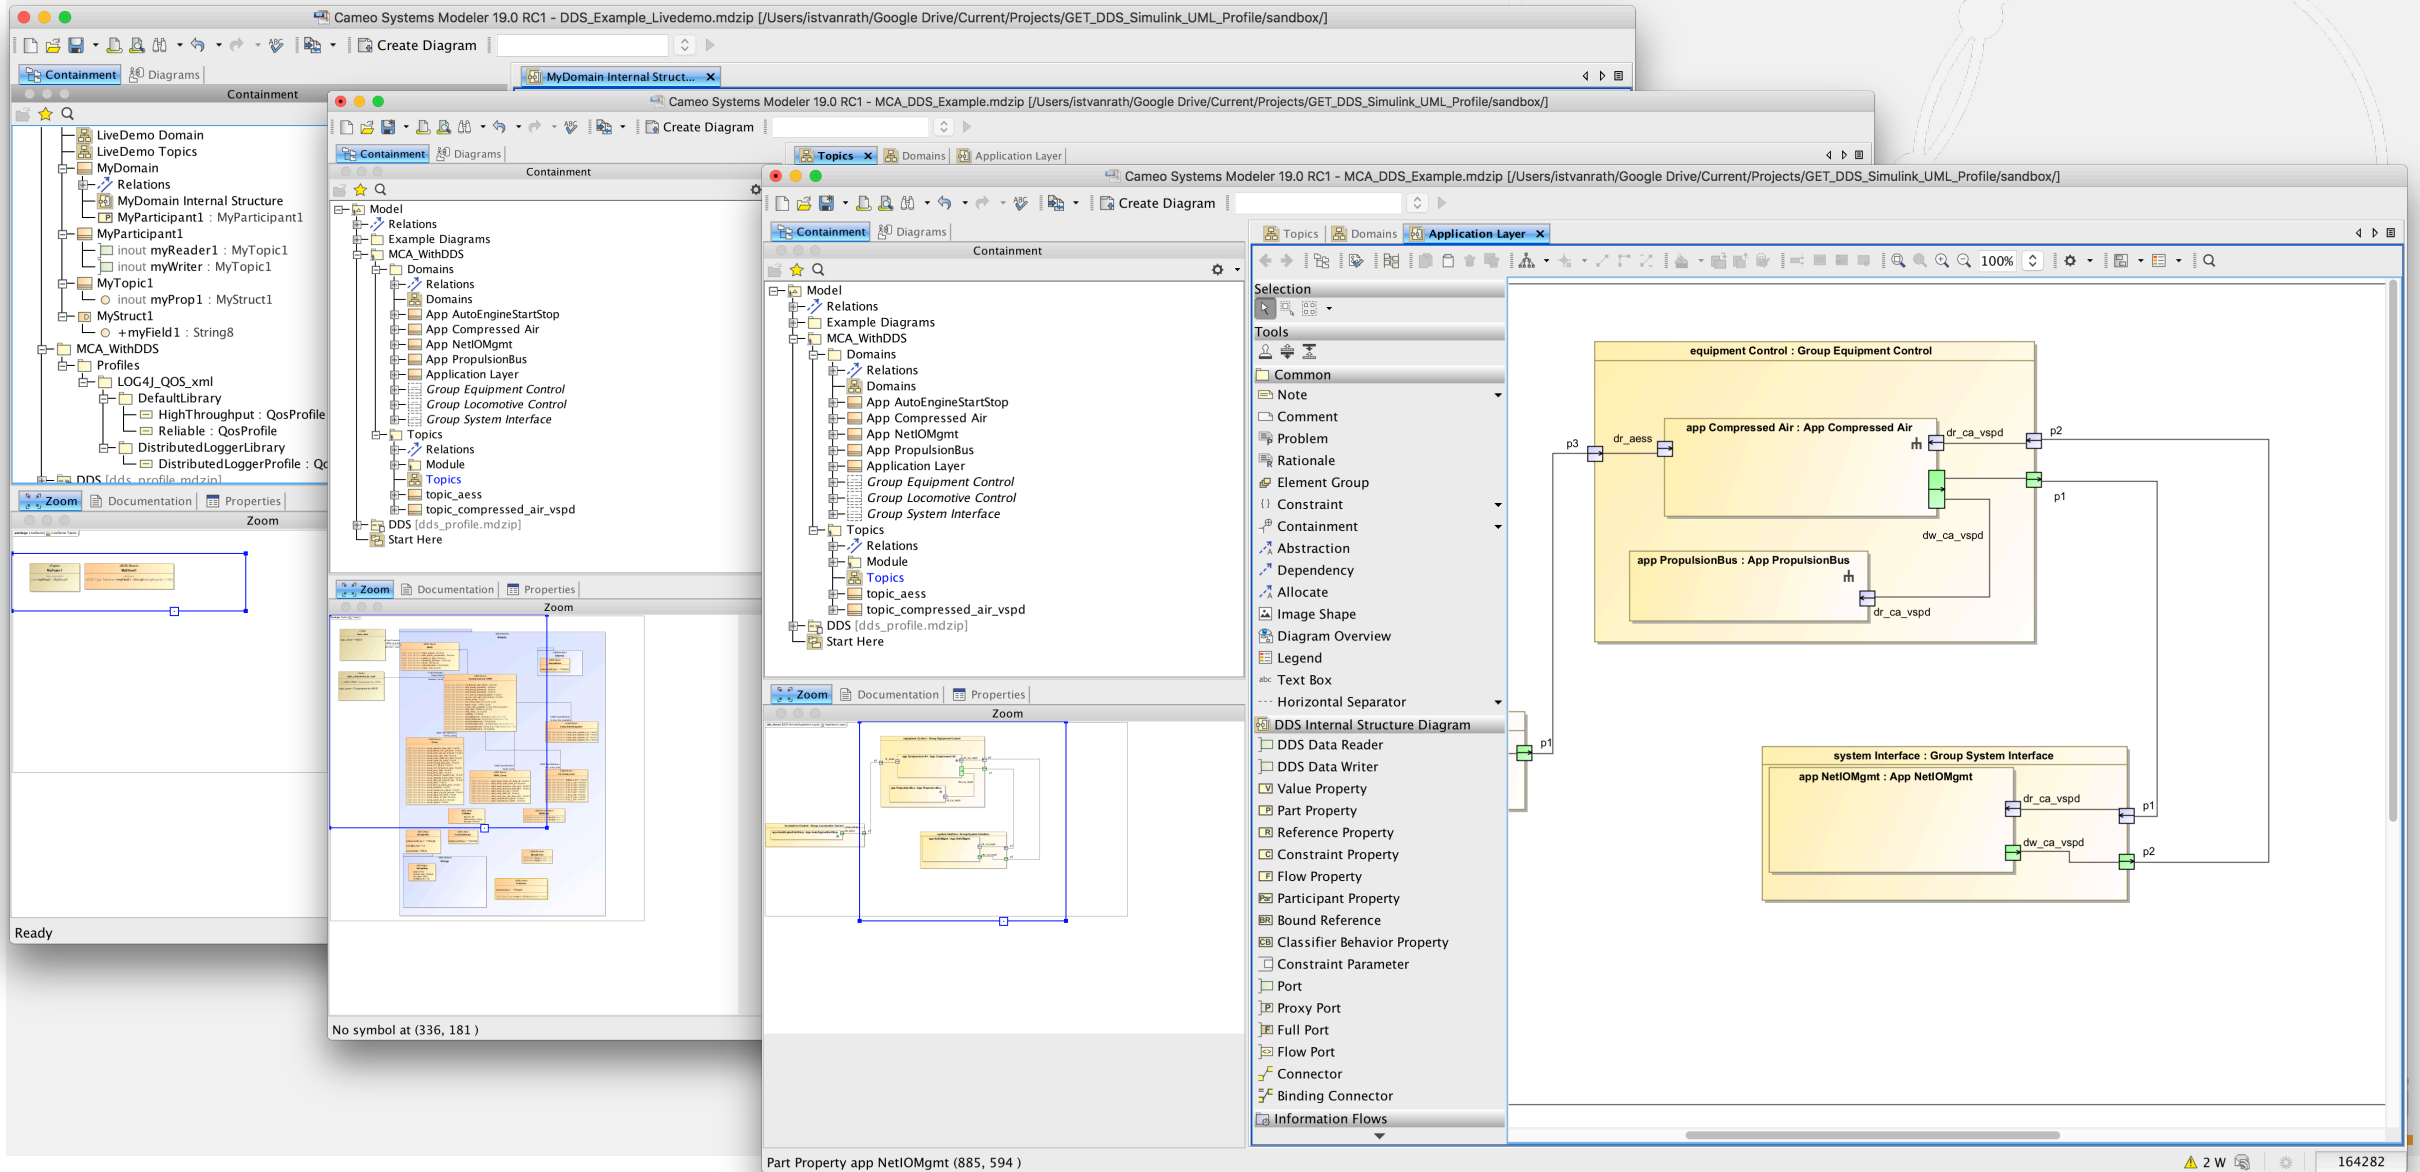 Cameo Systems Modeler 19.0 RC1 - DDS_Example_Livedemo.mdzip [/Users/istvanrath/Google Drive/Current/Projects/GET_DDS_Simulink_UML_Profile/sandbox/]
Create Diagram
Containment
Diagrams
MyDomain Internal Struct...
Containment
LiveDemo Domain
LiveDemo Topics
MyDomain
Relations
MyDomain Internal Structure
MyParticipant1 : MyParticipant1
MyParticipant1
inout myReader1 : MyTopic1
inout myWriter : MyTopic1
MyTopic1
inout myProp1 : MyStruct1
MyStruct1
+myField1 : String8
MCA_WithDDS
Profiles
LOG4J_QOS_xml
DefaultLibrary
HighThroughput : QosProfile
Reliable : QosProfile
DistributedLoggerLibrary
DistributedLoggerProfile : Qo
DDS [dds_profile.mdzip]
Zoom
Documentation
Properties
Zoom
Ready
Cameo Systems Modeler 19.0 RC1 - MCA_DDS_Example.mdzip [/Users/istvanrath/Google Drive/Current/Projects/GET_DDS_Simulink_UML_Profile/sandbox/]
Create Diagram
Containment
Diagrams
Topics
Domains
Application Layer
Containment
Model
Relations
Example Diagrams
MCA_WithDDS
Domains
Relations
Domains
App AutoEngineStartStop
App Compressed Air
App NetIOMgmt
App PropulsionBus
Application Layer
Group Equipment Control
Group Locomotive Control
Group System Interface
Topics
Relations
Module
Topics
topic_aess
topic_compressed_air_vspd
DDS [dds_profile.mdzip]
Start Here
Zoom
Documentation
Properties
Zoom
No symbol at (336, 181 )
Cameo Systems Modeler 19.0 RC1 - MCA_DDS_Example.mdzip [/Users/istvanrath/Google Drive/Current/Projects/GET_DDS_Simulink_UML_Profile/sandbox/]
Create Diagram
Containment
Diagrams
Topics
Domains
Application Layer
Containment
Model
Relations
Example Diagrams
MCA_WithDDS
Domains
Relations
Domains
App AutoEngineStartStop
App Compressed Air
App NetIOMgmt
App PropulsionBus
Application Layer
Group Equipment Control
Group Locomotive Control
Group System Interface
Topics
Relations
Module
Topics
topic_aess
topic_compressed_air_vspd
DDS [dds_profile.mdzip]
Start Here
Zoom
Documentation
Properties
Zoom
100%
Selection
Tools
Common
Note
Comment
Problem
Rationale
Element Group
Constraint
Containment
Abstraction
Dependency
Allocate
Image Shape
Diagram Overview
Legend
Text Box
Horizontal Separator
DDS Internal Structure Diagram
DDS Data Reader
DDS Data Writer
Value Property
Part Property
Reference Property
Constraint Property
Flow Property
Participant Property
Bound Reference
Classifier Behavior Property
Constraint Parameter
Port
Proxy Port
Full Port
Flow Port
Connector
Binding Connector
Information Flows
equipment Control : Group Equipment Control
app Compressed Air : App Compressed Air
p3
dr_aess
dr_ca_vspd
p2
p1
dw_ca_vspd
app PropulsionBus : App PropulsionBus
dr_ca_vspd
p1
system Interface : Group System Interface
app NetIOMgmt : App NetIOMgmt
dr_ca_vspd
p1
dw_ca_vspd
p2
Part Property app NetIOMgmt (885, 594 )
2 W
164282